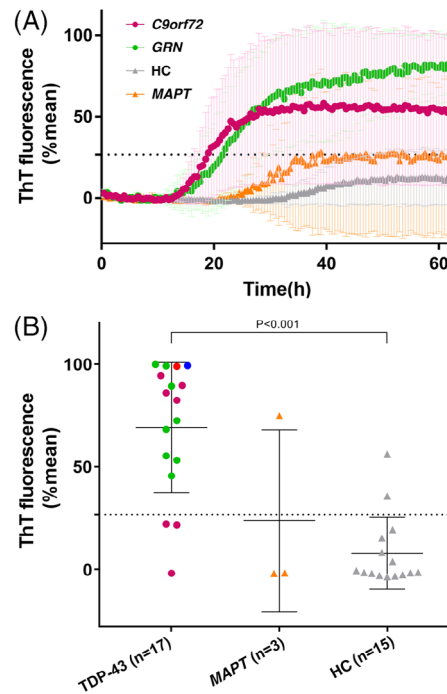 (A)
C9orf72
GRN
HC
MAPT
ThT fluorescence
(%mean)
100
50
0
0
20
40
60
Time(h)
(B)
P<0.001
ThT fluorescence
(%mean)
100
50
0
TDP-43 (n=17)
MAPT (n=3)
HC (n=15)